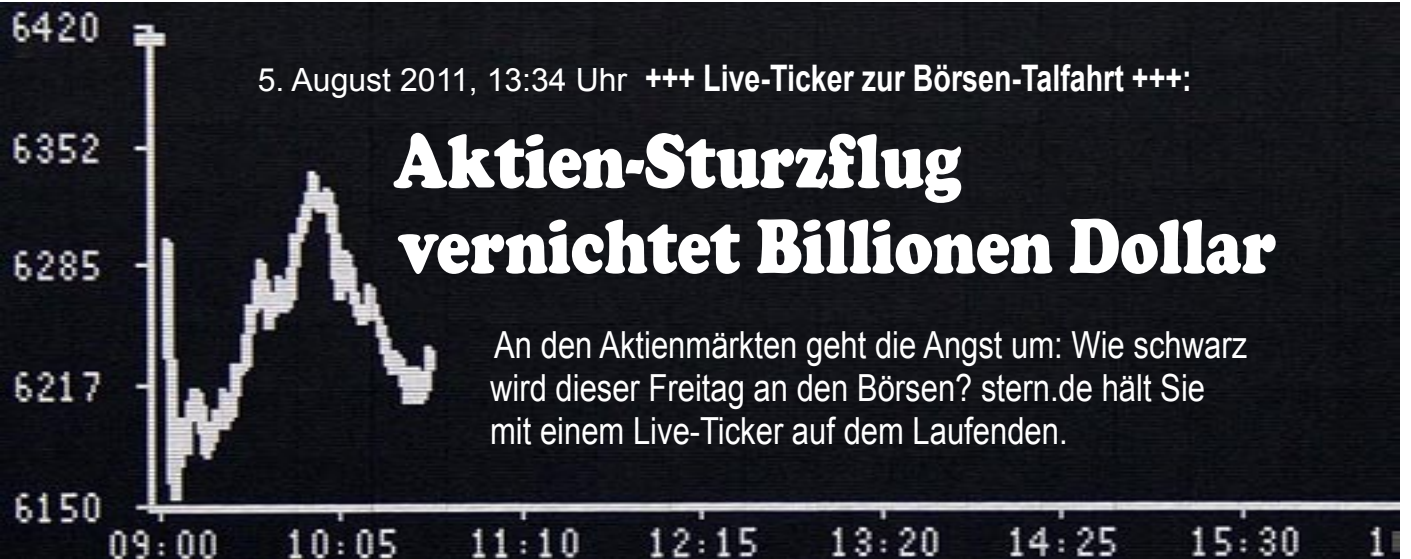 6420
5. August 2011, 13:34 Uhr +++ Live-Ticker zur Börsen-Talfahrt +++:
6352
Aktien-Sturzflug
vernichtet Billionen Dollar
6285
An den Aktienmärkten geht die Angst um: Wie schwarz
6217
wird dieser Freitag an den Börsen? stern.de hält Sie
mit einem Live-Ticker auf dem Laufenden.
6150
09:00 10:05 11:10 12:15 13:20 14:25 15:30